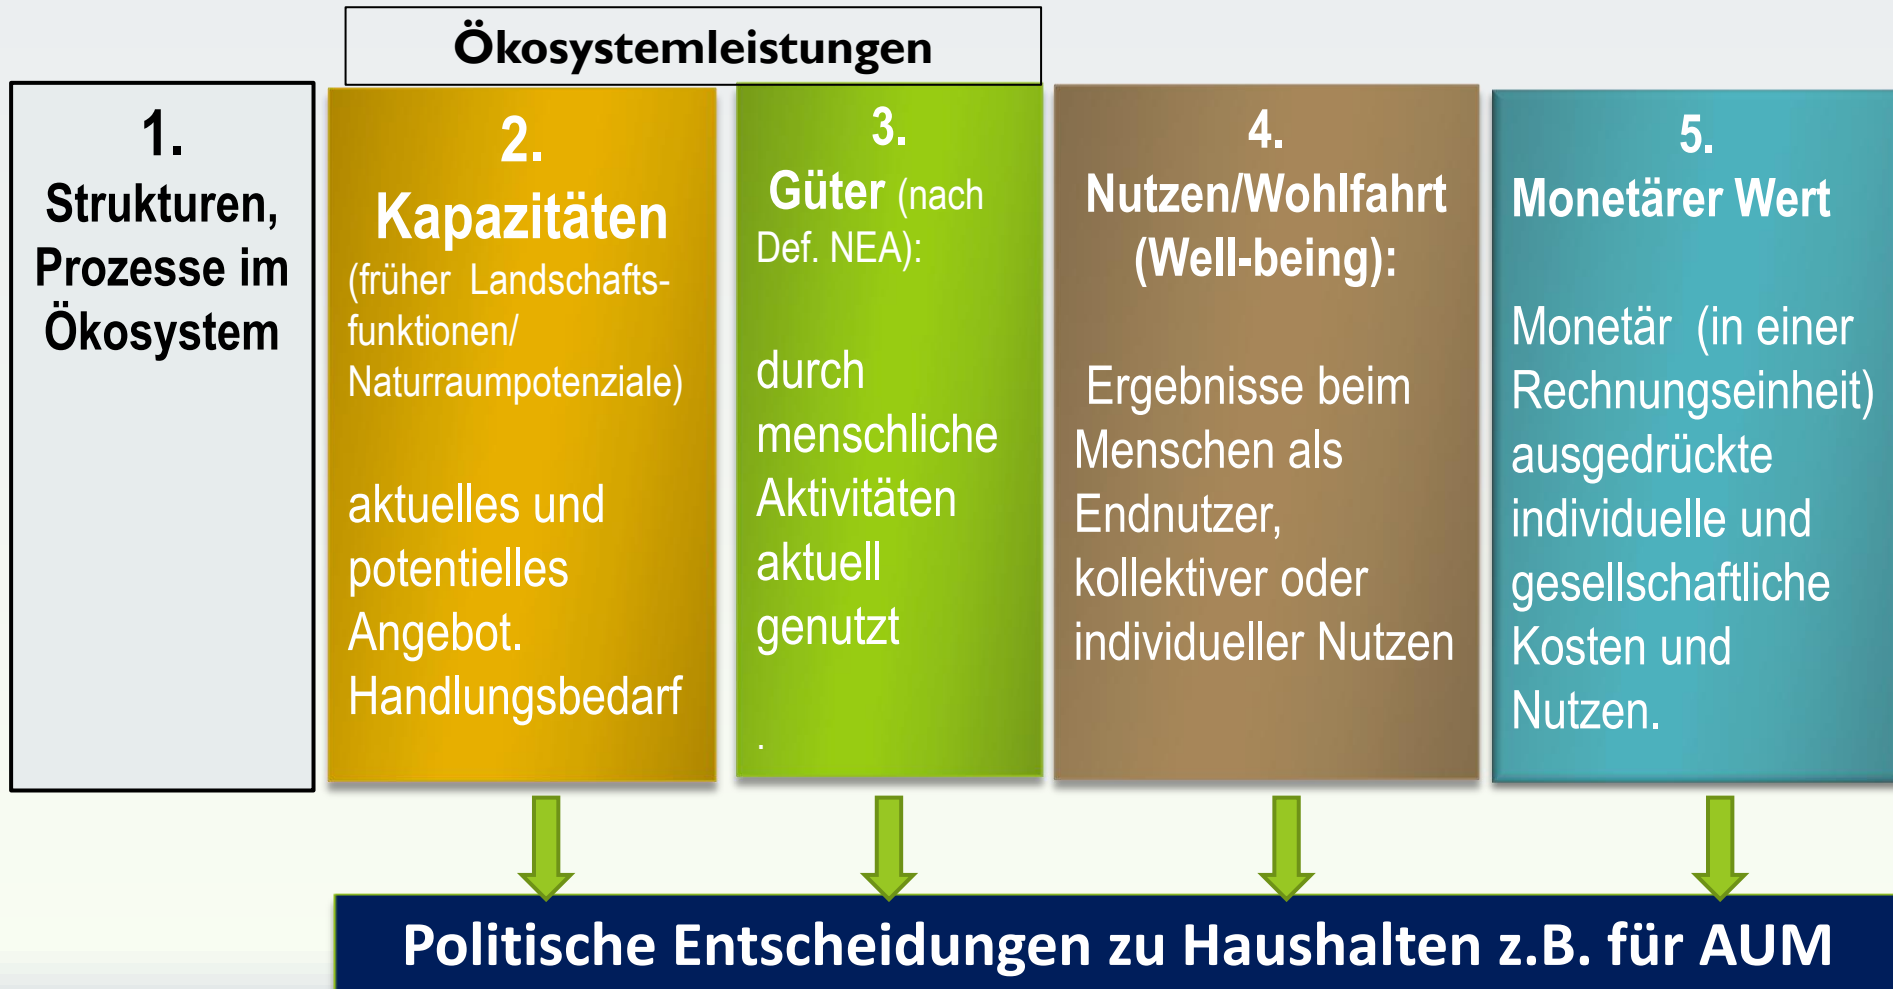 Ökosystemleistungen
1.
Strukturen,
Prozesse im
Ökosystem
2.
Kapazitäten
(früher Landschafts-
funktionen/
Naturraumpotenziale)
aktuelles und
potentielles
Angebot.
Handlungsbedarf
3.
Güter (nach
Def. NEA):
durch
menschliche
Aktivitäten
aktuell
genutzt
.
4.
Nutzen/Wohlfahrt
(Well-being):
Ergebnisse beim
Menschen als
Endnutzer,
kollektiver oder
individueller Nutzen
5.
Monetärer Wert
Monetär (in einer
Rechnungseinheit)
ausgedrückte
individuelle und
gesellschaftliche
Kosten und
Nutzen.
Politische Entscheidungen zu Haushalten z.B. für AUM